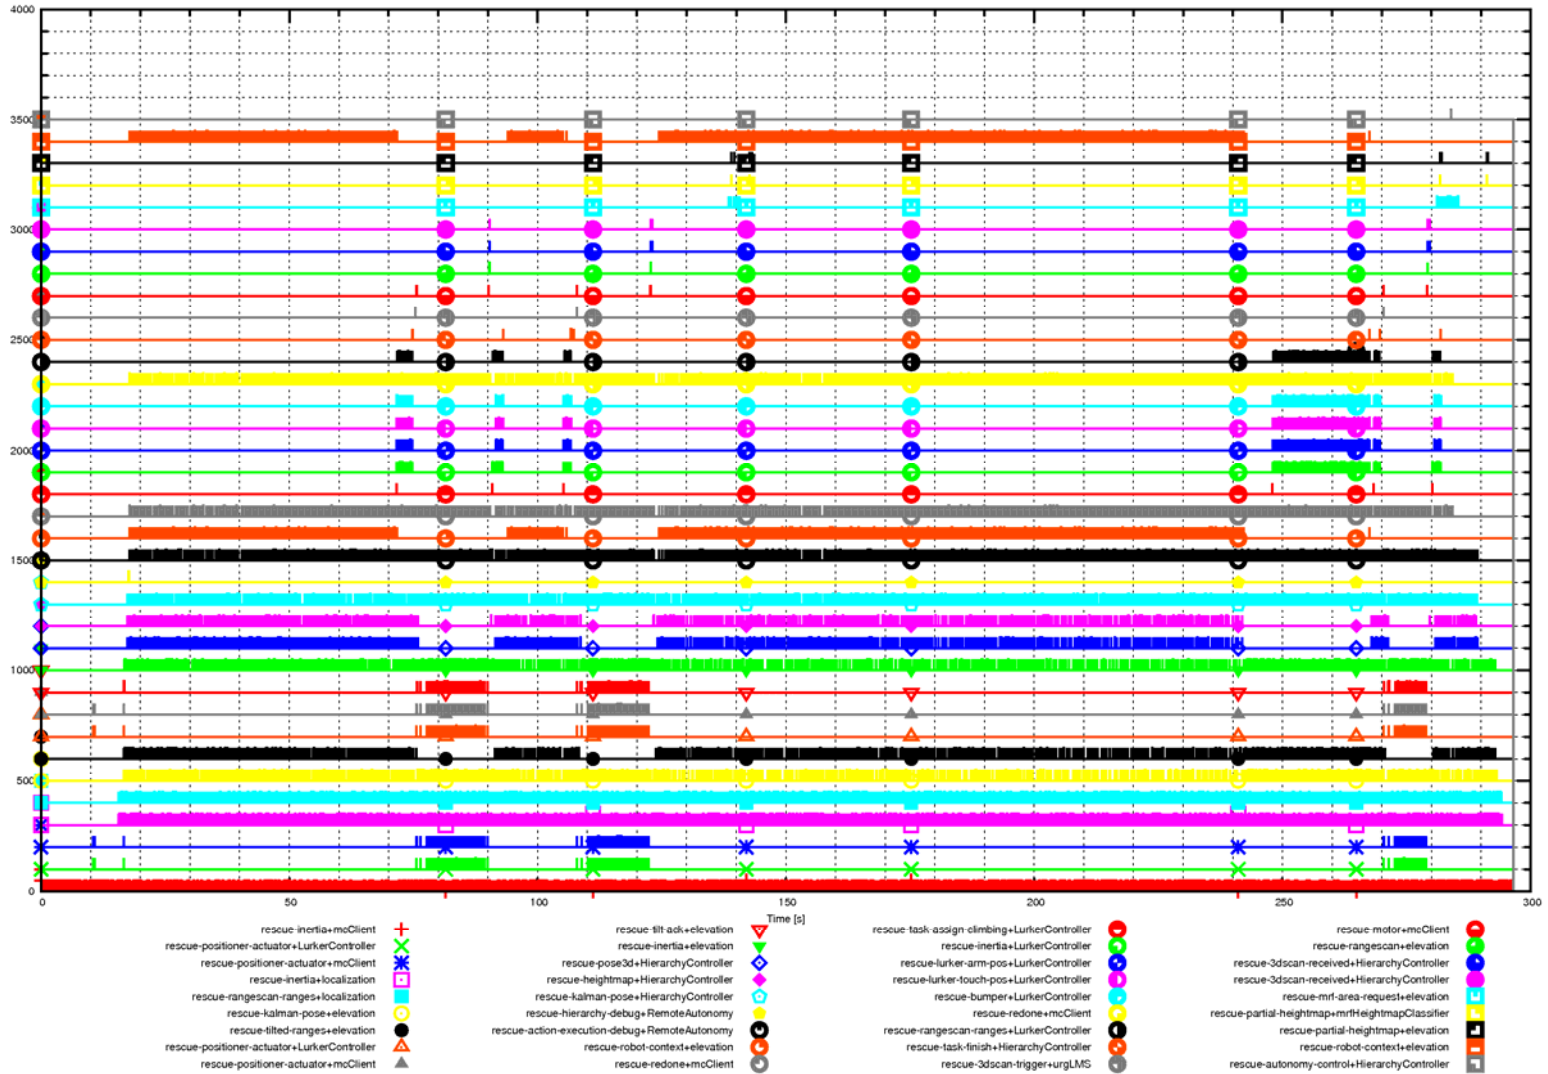 4000
3500
3000
2500
2000
1500
1000
500
0
0 50 100 150 200 250 300
Time [s]
rescue-inertia+mcClient
rescue-positioner-actuator+LurkerController
rescue-positioner-actuator+mcClient
rescue-inertia+localization
rescue-rangescan-ranges+localization
rescue-kalman-pose+elevation
rescue-tilted-ranges+elevation
rescue-positioner-actuator+LurkerController
rescue-positioner-actuator+mcClient
rescue-tilt-ack+elevation
rescue-inertia+elevation
rescue-pose3d+HierarchyController
rescue-heightmap+HierarchyController
rescue-kalman-pose+HierarchyController
rescue-hierarchy-debug+RemoteAutonomy
rescue-action-execution-debug+RemoteAutonomy
rescue-robot-context+elevation
rescue-redone+mcClient
rescue-task-assign-climbing+LurkerController
rescue-inertia+LurkerController
rescue-lurker-arm-pos+LurkerController
rescue-lurker-touch-pos+LurkerController
rescue-bumper+LurkerController
rescue-redone+mcClient
rescue-rangescan-ranges+LurkerController
rescue-task-finish+HierarchyController
rescue-3dscan-trigger+urgLMS
rescue-motor+mcClient
rescue-rangescan+elevation
rescue-3dscan-received+HierarchyController
rescue-3dscan-received+HierarchyController
rescue-mrf-area-request+elevation
rescue-partial-heightmap+mrfHeightmapClassifier
rescue-partial-heightmap+elevation
rescue-robot-context+elevation
rescue-autonomy-control+HierarchyController